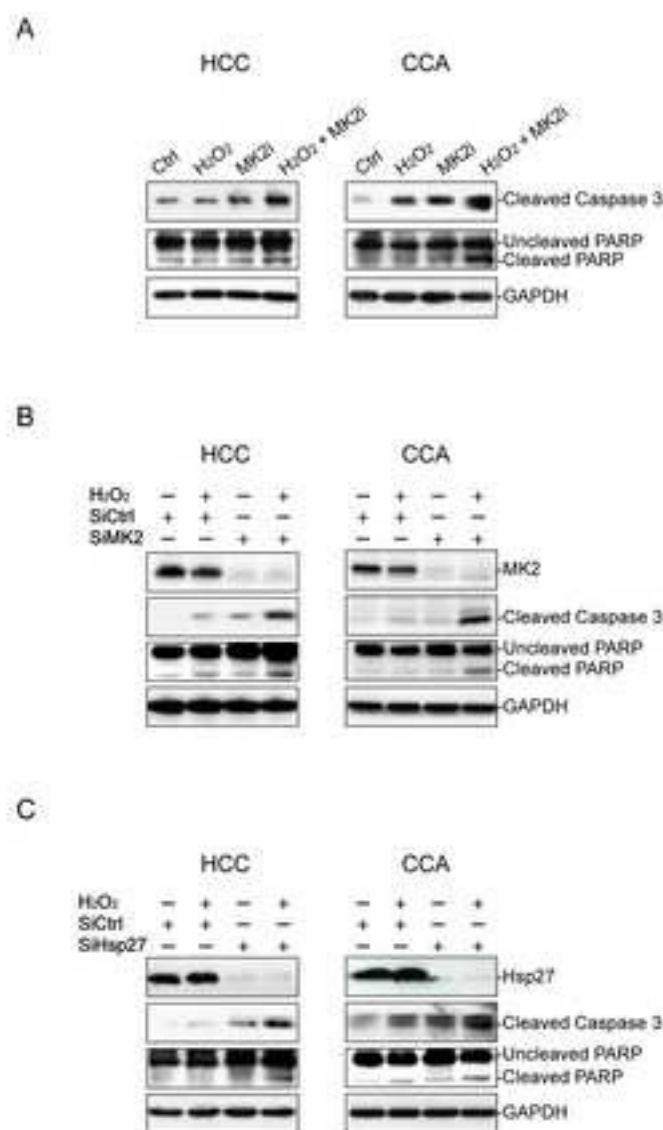 A
HCC CCA
Ctrl H₂O₂ MK2i H₂O₂ + MK2i Ctrl H₂O₂ MK2i H₂O₂ + MK2i
-Cleaved Caspase 3
-Uncleaved PARP
-Cleaved PARP
-GAPDH
B
HCC CCA
H₂O₂ – + – + – + – +
SiCtrl + + – – + + – –
SiMK2 – – + + – – + +
-MK2
-Cleaved Caspase 3
-Uncleaved PARP
-Cleaved PARP
-GAPDH
C
HCC CCA
H₂O₂ – + – + – + – +
SiCtrl + + – – + + – –
SiHsp27 – – + + – – + +
-Hsp27
-Cleaved Caspase 3
-Uncleaved PARP
-Cleaved PARP
-GAPDH